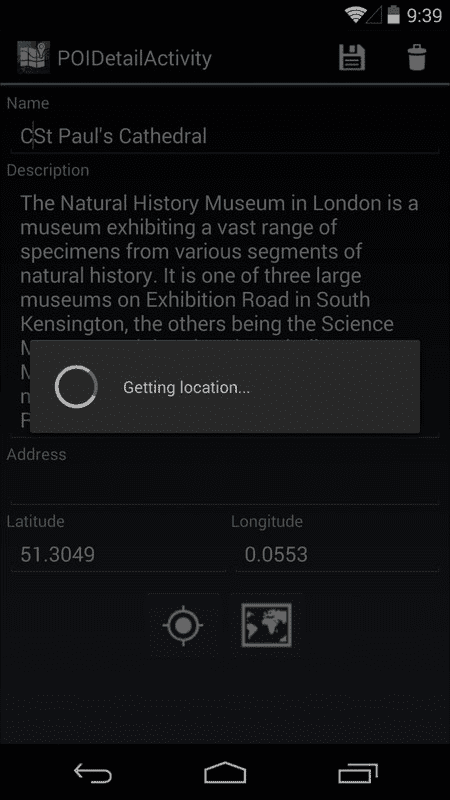 9:39
POIDetailActivity
Name
CSt Paul's Cathedral
Description
The Natural History Museum in London is a
museum exhibiting a vast range of
specimens from various segments of
natural history. It is one of three large
museums on Exhibition Road in South
Kensington, the others being the Science
Getting location...
Address
Latitude
Longitude
51.3049
0.0553